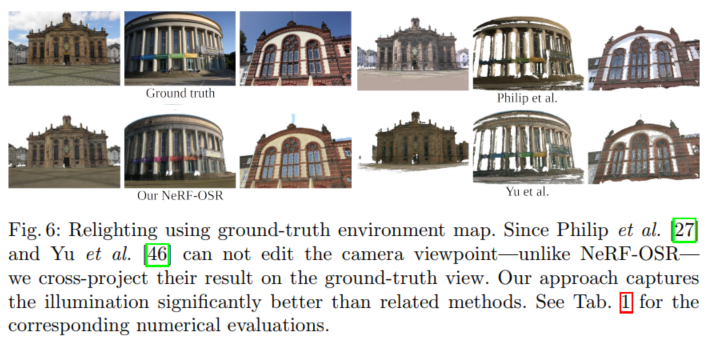 Ground truth
Philip et al.
Our NeRF-OSR
Yu et al.
Fig. 6: Relighting using ground-truth environment map. Since Philip et al. [27]
and Yu et al. [46] can not edit the camera viewpoint—unlike NeRF-OSR—
we cross-project their result on the ground-truth view. Our approach captures
the illumination significantly better than related methods. See Tab. 1 for the
corresponding numerical evaluations.